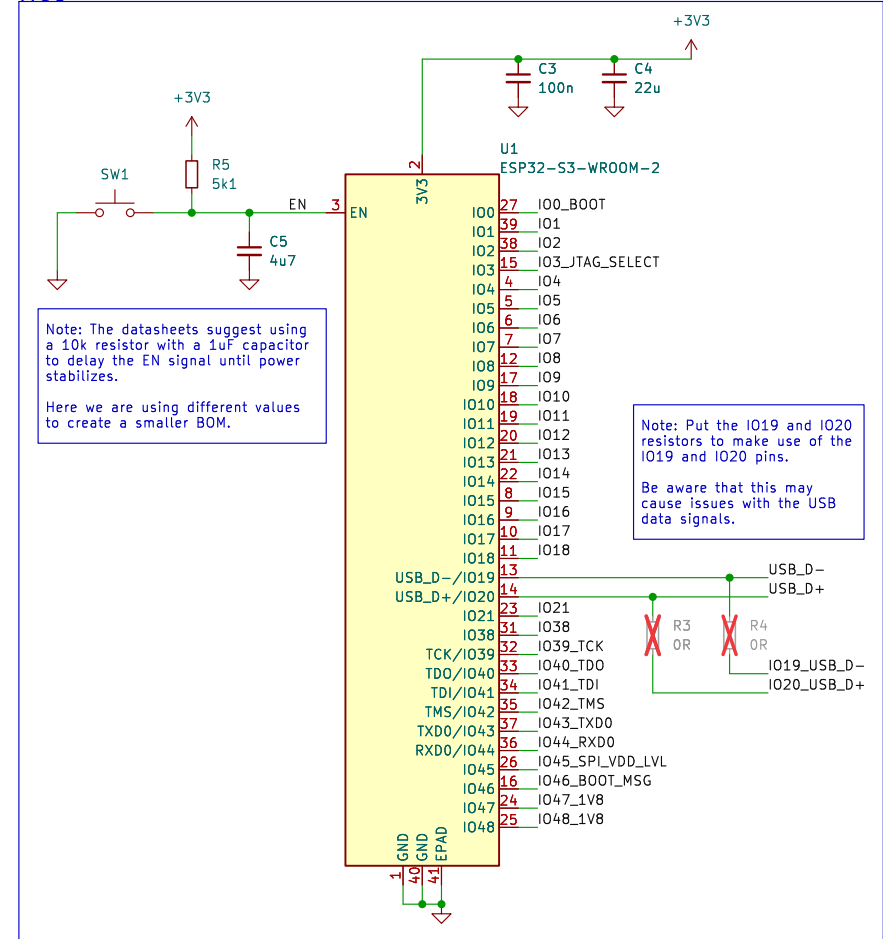 +3V3
C3
100n
C4
22u
+3V3
R5
5k1
SW1
EN
C5
4u7
U1
ESP32-S3-WROOM-2
2
3V3
3
EN
IO0 27 IO0_BOOT
IO1 39 IO1
IO2 38 IO2
IO3 15 IO3_JTAG_SELECT
IO4 4 IO4
IO5 5 IO5
IO6 6 IO6
IO7 7 IO7
IO8 12 IO8
IO9 17 IO9
IO10 18 IO10
IO11 19 IO11
IO12 20 IO12
IO13 21 IO13
IO14 22 IO14
IO15 8 IO15
IO16 9 IO16
IO17 10 IO17
IO18 11 IO18
USB_D-/IO19 13 USB_D-
USB_D+/IO20 14 USB_D+
IO21 23 IO21
IO38 31 IO38
TCK/IO39 32 IO39_TCK
TDO/IO40 33 IO40_TDO
TDI/IO41 34 IO41_TDI
TMS/IO42 35 IO42_TMS
TXD0/IO43 37 IO43_TXD0
RXD0/IO44 36 IO44_RXD0
IO45 26 IO45_SPI_VDD_LVL
IO46 16 IO46_BOOT_MSG
IO47 24 IO47_1V8
IO48 25 IO48_1V8
GND
GND
EPAD
1
40
41
R3
0R
R4
0R
IO19_USB_D-
IO20_USB_D+
Note: The datasheets suggest using
a 10k resistor with a 1uF capacitor
to delay the EN signal until power
stabilizes.
Here we are using different values
to create a smaller BOM.
Note: Put the IO19 and IO20
resistors to make use of the
IO19 and IO20 pins.
Be aware that this may
cause issues with the USB
data signals.